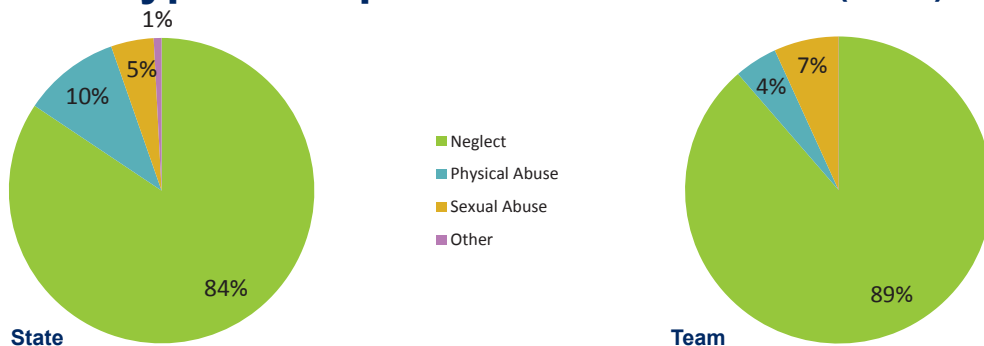 1%
5%
10%
84%
State
Neglect
Physical Abuse
Sexual Abuse
Other
7%
4%
89%
Team